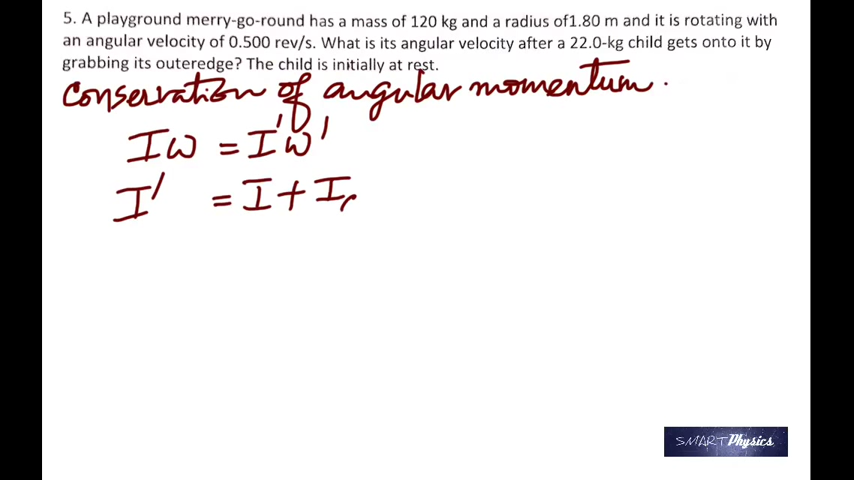 5. A playground merry-go-round has a mass of 120 kg and a radius of1.80 m and it is rotating with
an angular velocity of 0.500 rev/s. What is its angular velocity after a 22.0-kg child gets onto it by
grabbing its outeredge? The child is initially at rest.
Conservation of angular momentum.
Iω = I'ω'
I' = I + Ic
SMARTPhysics